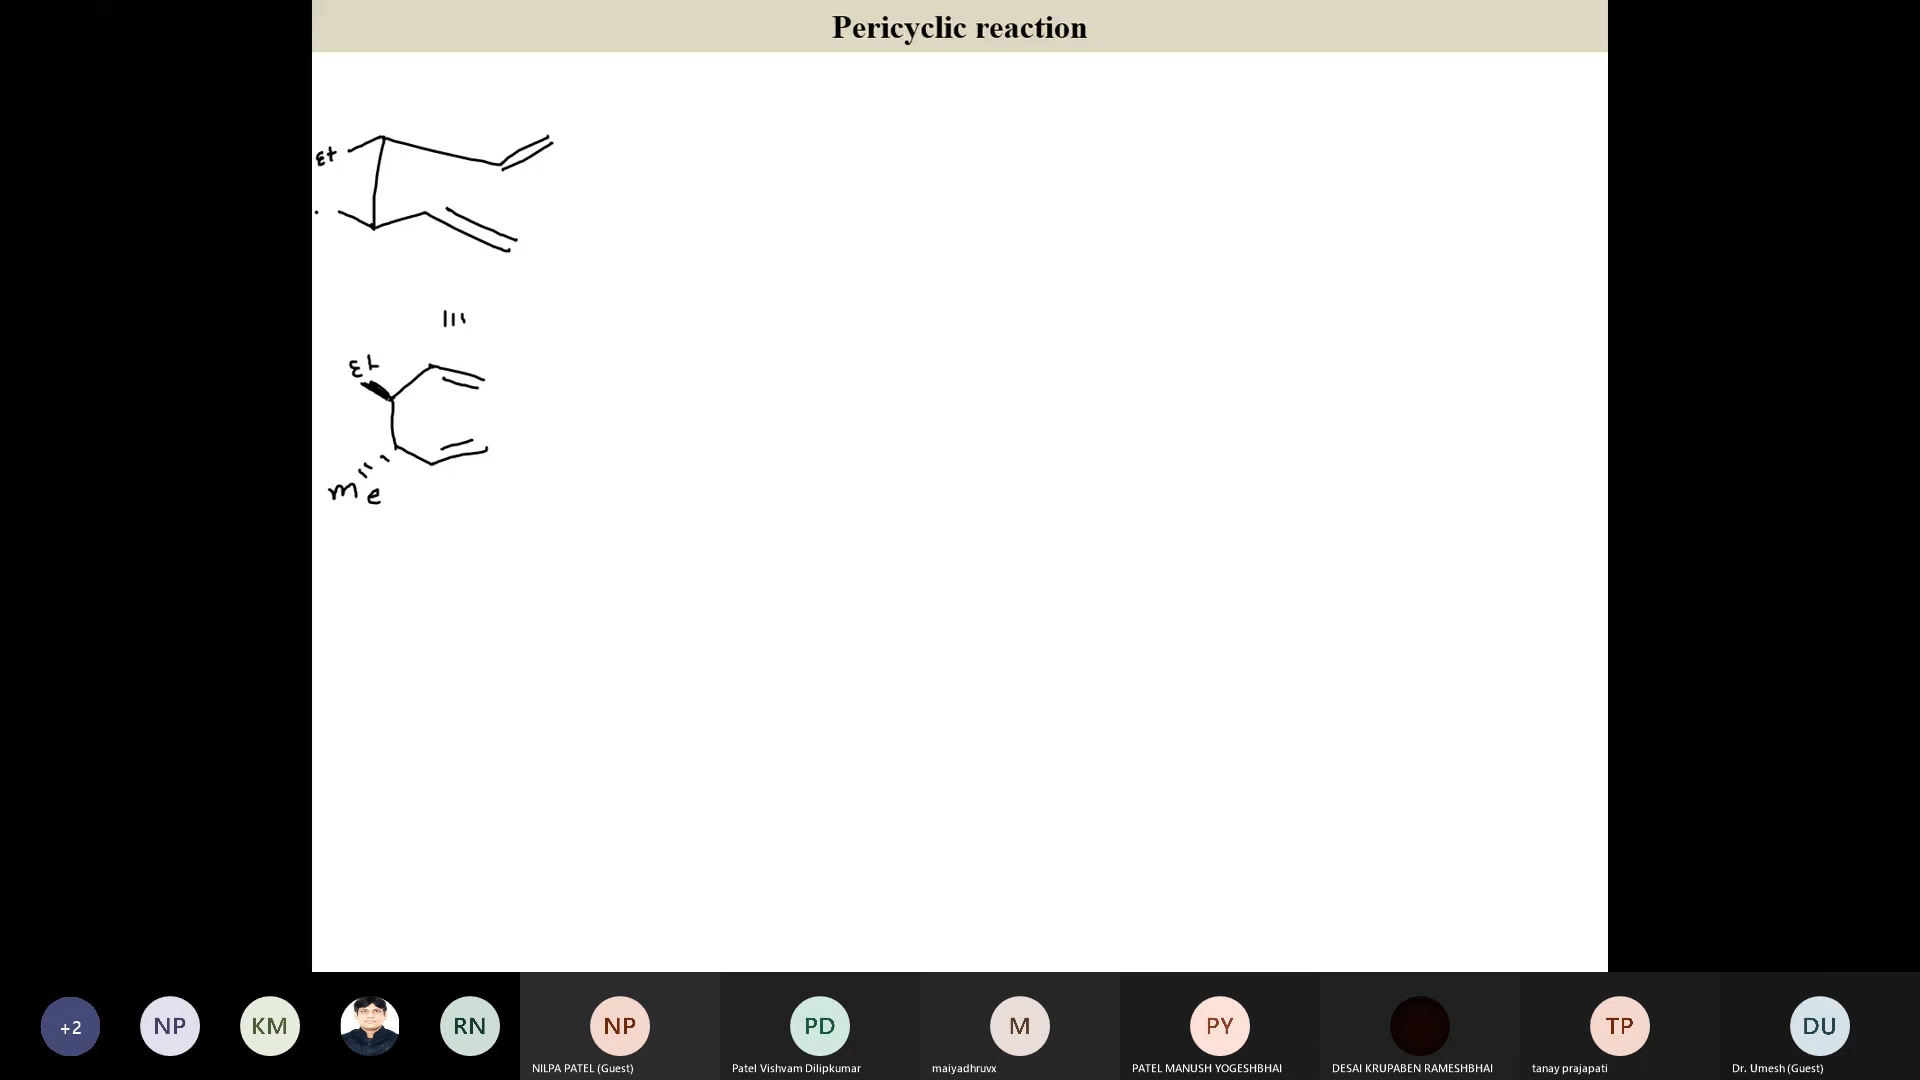 Pericyclic reaction
Et
Et
Me
+2
NP
KM
RN
NP
PD
M
PY
TP
DU
NILPA PATEL (Guest)
Patel Vishvam Dilipkumar
maiyadhruvx
PATEL MANUSH YOGESHBHAI
DESAI KRUPABEN RAMESHBHAI
tanay prajapati
Dr. Umesh (Guest)